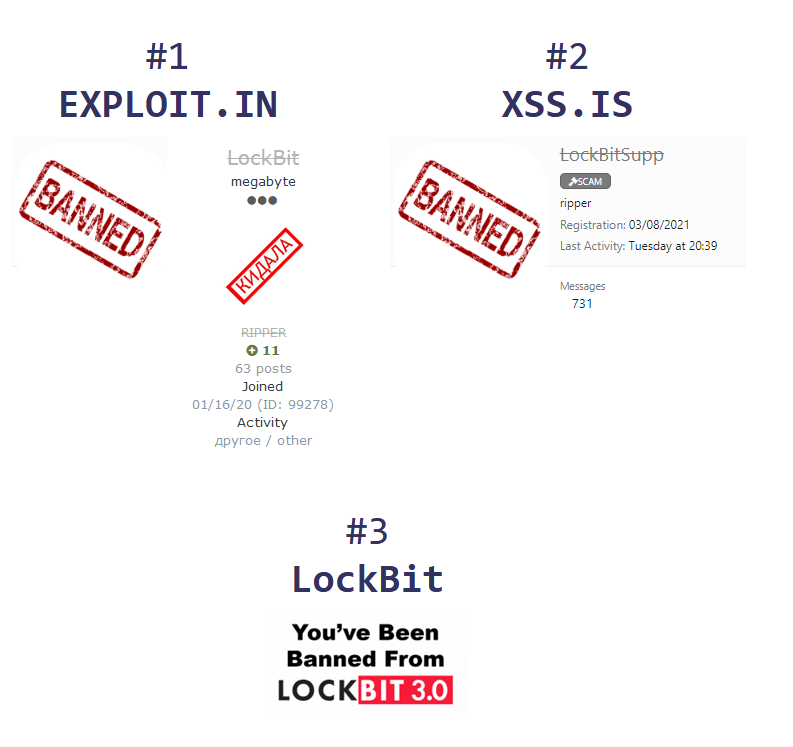 #1
EXPLOIT.IN
BANNED
LockBit
megabyte
КИДАЛА
RIPPER
11
63 posts
Joined
01/16/20 (ID: 99278)
Activity
другое / other
#2
XSS.IS
BANNED
LockBitSupp
SCAM
ripper
Registration: 03/08/2021
Last Activity: Tuesday at 20:39
Messages
731
#3
LockBit
You've Been
Banned From
LOCKBIT 3.0